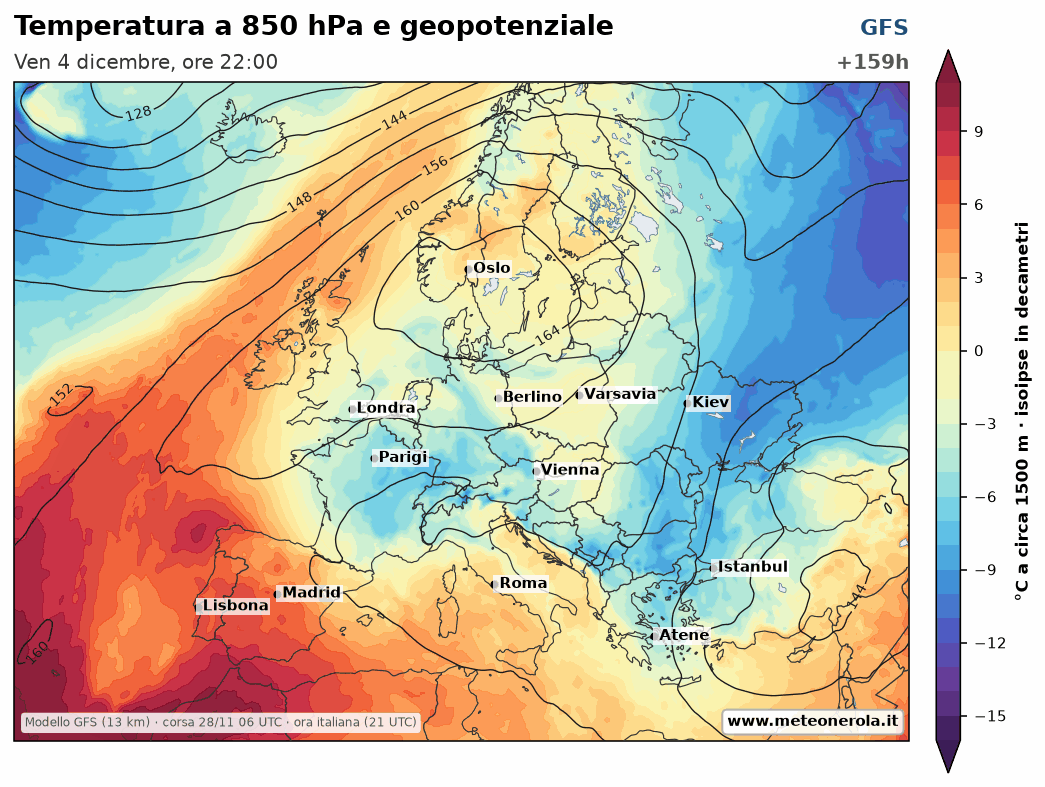 Temperatura a 850 hPa e geopotenziale
GFS
Ven 4 dicembre, ore 22:00
+159h
128
144
156
148
160
Oslo
164
152
Berlino
Varsavia
Londra
Kiev
Parigi
Vienna
Istanbul
Roma
Madrid
Lisbona
144
Atene
160
Modello GFS (13 km) · corsa 28/11 06 UTC · ora italiana (21 UTC)
www.meteonerola.it
9
6
3
0
−3
−6
−9
−12
−15
°C a circa 1500 m · isoipse in decametri